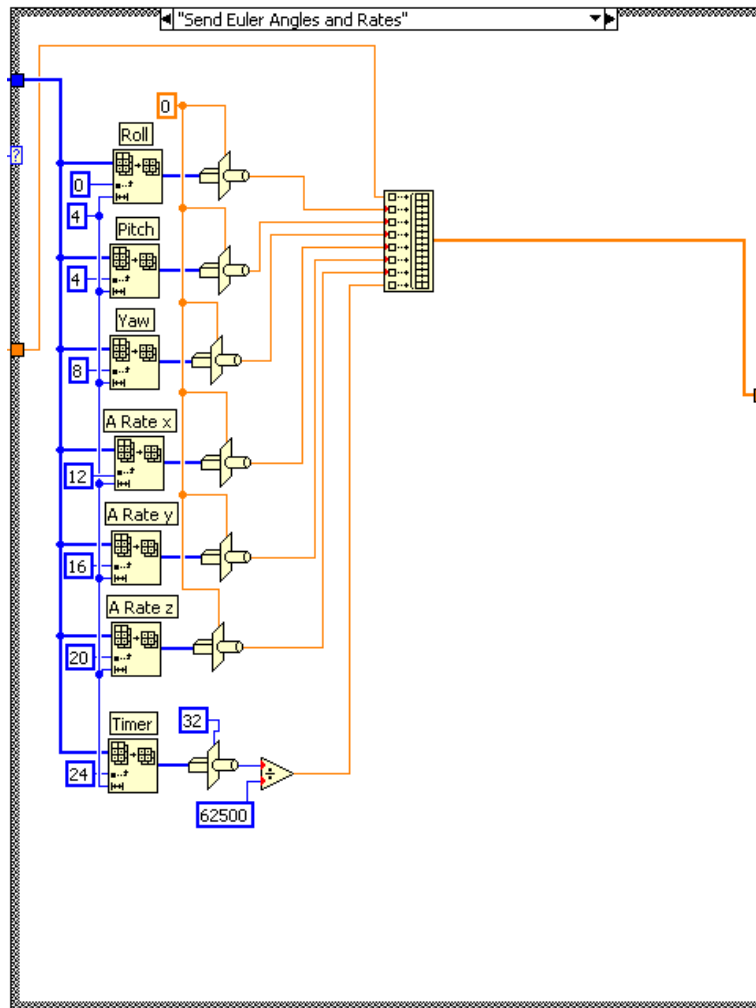 "Send Euler Angles and Rates"
0
Roll
?
0
4
Pitch
4
Yaw
8
A Rate x
12
A Rate y
16
A Rate z
20
32
Timer
24
62500